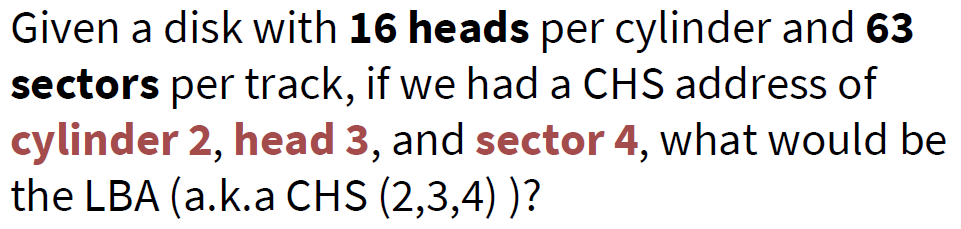 Given a disk with 16 heads per cylinder and 63
sectors per track, if we had a CHS address of
cylinder 2, head 3, and sector 4, what would be
the LBA (a.k.a CHS (2,3,4) )?